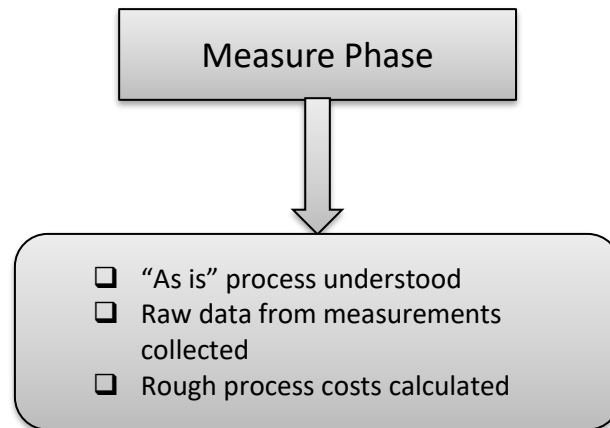 Measure Phase
❑ “As is” process understood
❑ Raw data from measurements
collected
❑ Rough process costs calculated